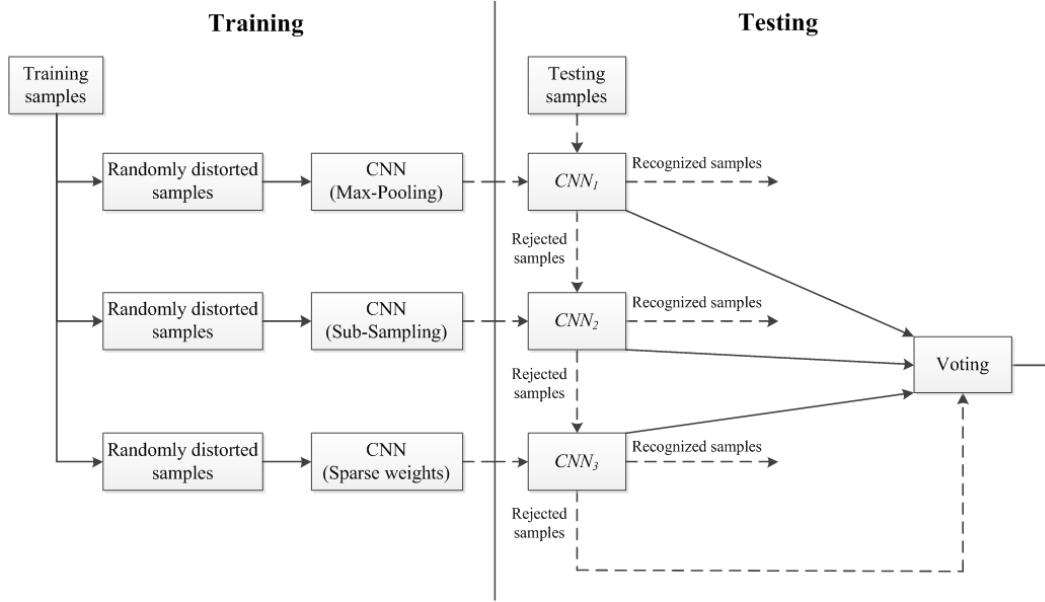 Training
Testing
Training
samples
Testing
samples
Randomly distorted
samples
CNN
(Max-Pooling)
CNN1
Recognized samples
Rejected
samples
Randomly distorted
samples
CNN
(Sub-Sampling)
CNN2
Recognized samples
Voting
Rejected
samples
Randomly distorted
samples
CNN
(Sparse weights)
CNN3
Recognized samples
Rejected
samples